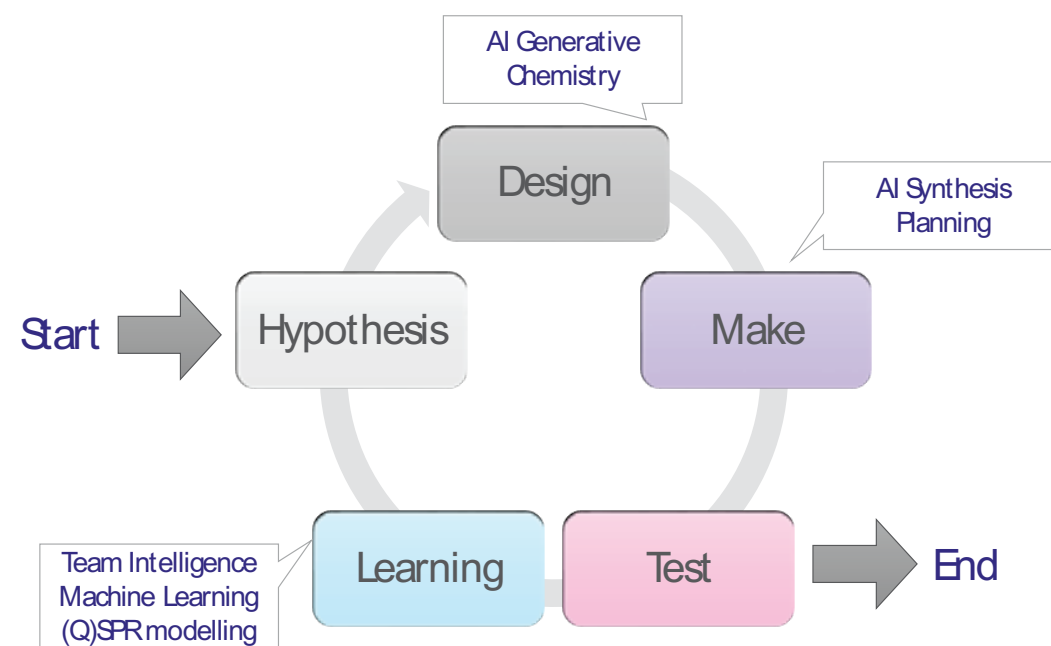 AI Generative
Chemistry
Design
AI Synthesis
Planning
Start
Hypothesis
Make
Learning
Test
End
Team Intelligence
Machine Learning
(Q)SPR modelling